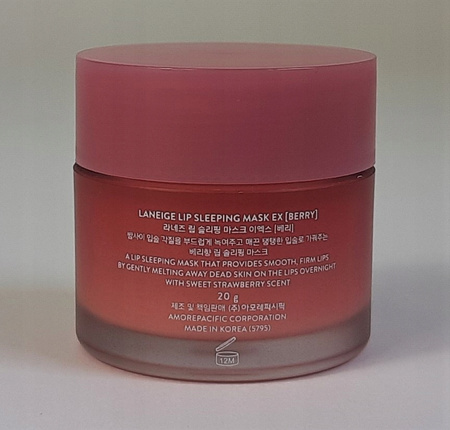 LANEIGE LIP SLEEPING MASK EX [BERRY]
라네즈 립 슬리핑 마스크 이엑스 [베리]
밤사이 입술 각질을 부드럽게 녹여주고 매끈 탱탱한 입술로 가꿔주는
베리향 립 슬리핑 마스크
A LIP SLEEPING MASK THAT PROVIDES SMOOTH, FIRM LIPS
BY GENTLY MELTING AWAY DEAD SKIN ON THE LIPS OVERNIGHT
WITH SWEET STRAWBERRY SCENT
20 g
제조 및 책임판매 (주)아모레퍼시픽
AMOREPACIFIC CORPORATION
MADE IN KOREA (5795)
12M